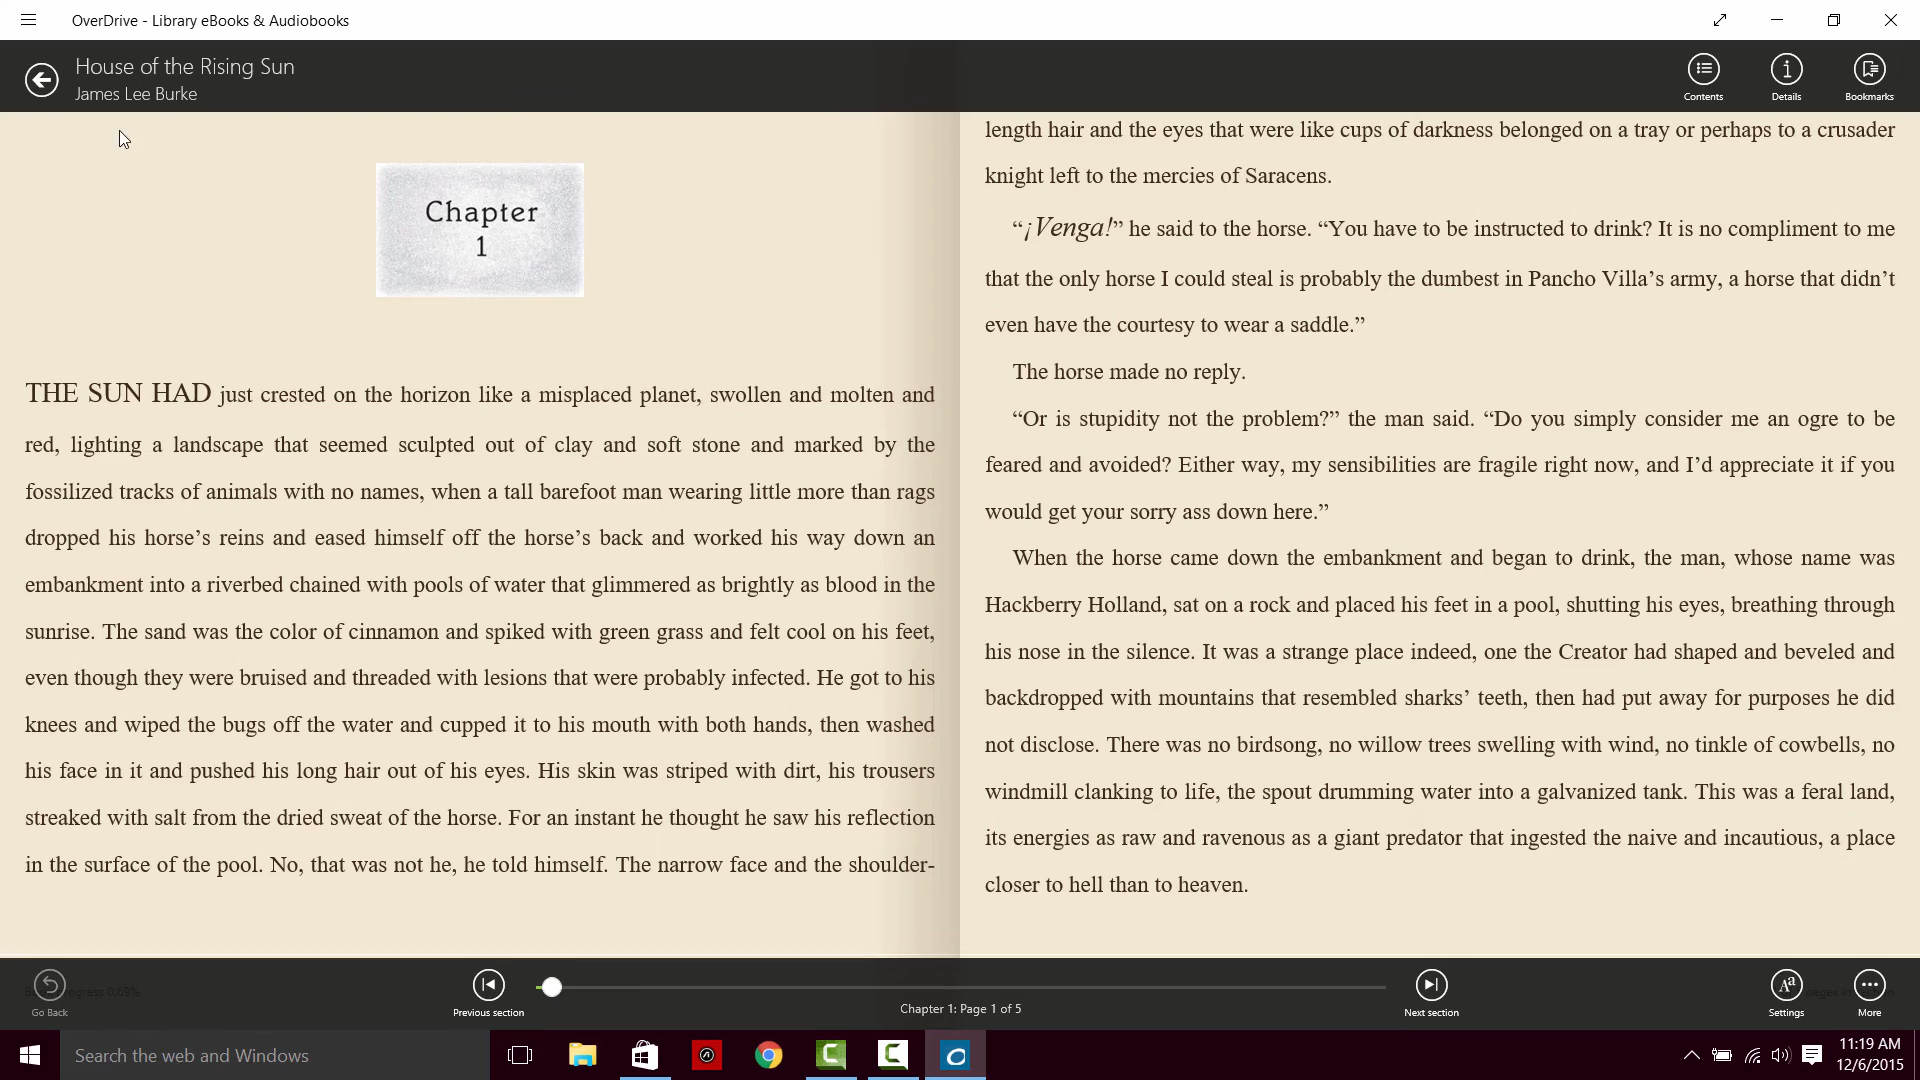 OverDrive - Library eBooks & Audiobooks
House of the Rising Sun
James Lee Burke
Contents
Details
Bookmarks
Chapter
1
THE SUN HAD just crested on the horizon like a misplaced planet, swollen and molten and
red, lighting a landscape that seemed sculpted out of clay and soft stone and marked by the
fossilized tracks of animals with no names, when a tall barefoot man wearing little more than rags
dropped his horse’s reins and eased himself off the horse’s back and worked his way down an
embankment into a riverbed chained with pools of water that glimmered as brightly as blood in the
sunrise. The sand was the color of cinnamon and spiked with green grass and felt cool on his feet,
even though they were bruised and threaded with lesions that were probably infected. He got to his
knees and wiped the bugs off the water and cupped it to his mouth with both hands, then washed
his face in it and pushed his long hair out of his eyes. His skin was striped with dirt, his trousers
streaked with salt from the dried sweat of the horse. For an instant he thought he saw his reflection
in the surface of the pool. No, that was not he, he told himself. The narrow face and the shoulder-
length hair and the eyes that were like cups of darkness belonged on a tray or perhaps to a crusader
knight left to the mercies of Saracens.
“¡Venga!” he said to the horse. “You have to be instructed to drink? It is no compliment to me
that the only horse I could steal is probably the dumbest in Pancho Villa’s army, a horse that didn’t
even have the courtesy to wear a saddle.”
The horse made no reply.
“Or is stupidity not the problem?” the man said. “Do you simply consider me an ogre to be
feared and avoided? Either way, my sensibilities are fragile right now, and I’d appreciate it if you
would get your sorry ass down here.”
When the horse came down the embankment and began to drink, the man, whose name was
Hackberry Holland, sat on a rock and placed his feet in a pool, shutting his eyes, breathing through
his nose in the silence. It was a strange place indeed, one the Creator had shaped and beveled and
backdropped with mountains that resembled sharks’ teeth, then had put away for purposes he did
not disclose. There was no birdsong, no willow trees swelling with wind, no tinkle of cowbells, no
windmill clanking to life, the spout drumming water into a galvanized tank. This was a feral land,
its energies as raw and ravenous as a giant predator that ingested the naive and incautious, a place
closer to hell than to heaven.
Go Back
Previous section
Chapter 1: Page 1 of 5
Next section
Aa
Settings
More
Search the web and Windows
11:19 AM
12/6/2015